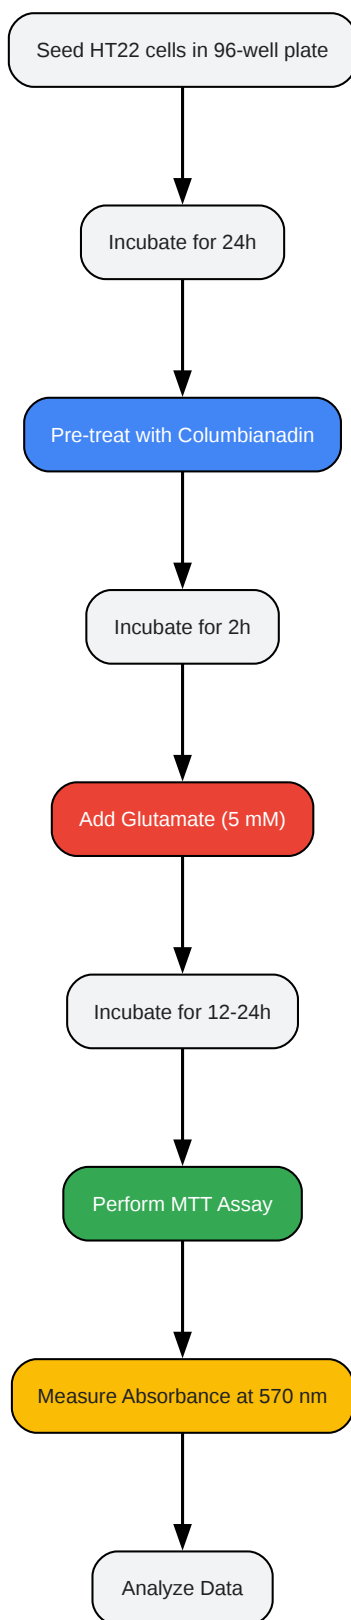 Seed HT22 cells in 96-well plate
Incubate for 24h
Pre-treat with Columbianadin
Incubate for 2h
Add Glutamate (5 mM)
Incubate for 12-24h
Perform MTT Assay
Measure Absorbance at 570 nm
Analyze Data